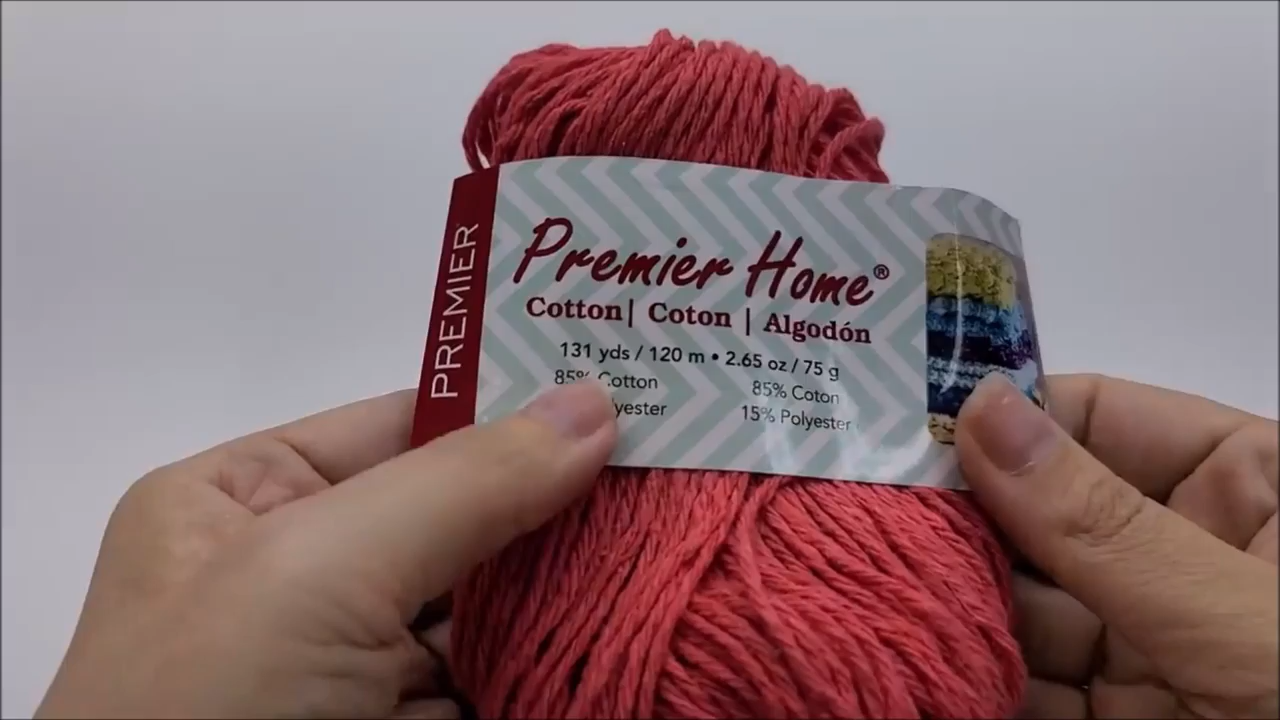 PREMIER
Premier Home®
Cotton| Coton | Algodón
131 yds / 120 m • 2.65 oz / 75 g
85% Cotton 85% Coton
15% Polyester